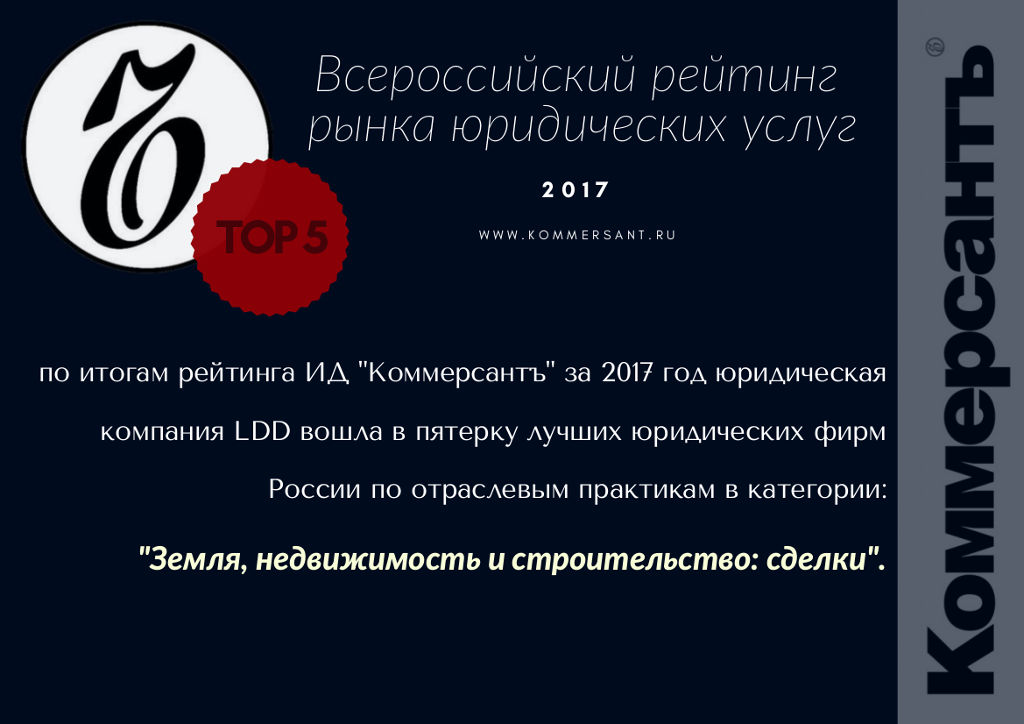 Всероссийский рейтинг
рынка юридических услуг
2017
WWW.KOMMERSANT.RU
TOP 5
по итогам рейтинга ИД "Коммерсантъ" за 2017 год юридическая
компания LDD вошла в пятерку лучших юридических фирм
России по отраслевым практикам в категории:
"Земля, недвижимость и строительство: сделки".
Коммерсантъ